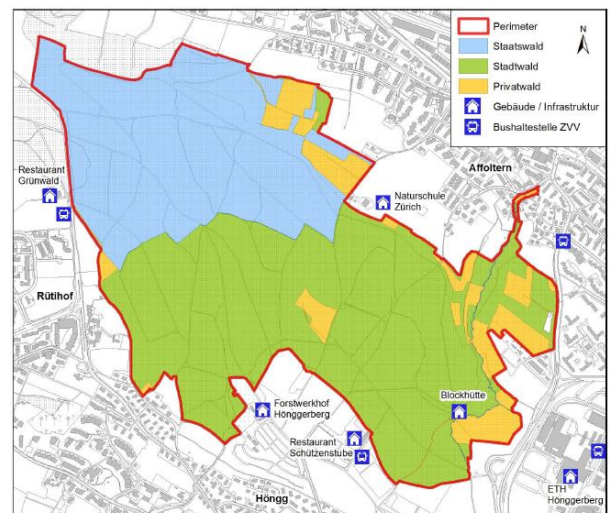 Perimeter
Staatswald
Stadtwald
Privatwald
Gebäude / Infrastruktur
Bushaltestelle ZVV
N
Affoltern
Restaurant
Grünwald
Naturschule
Zürich
Rütihof
Blockhütte
Forstwerkhof
Hönggerberg
Restaurant
Schützenstube
ETH
Hönggerberg
Höngg